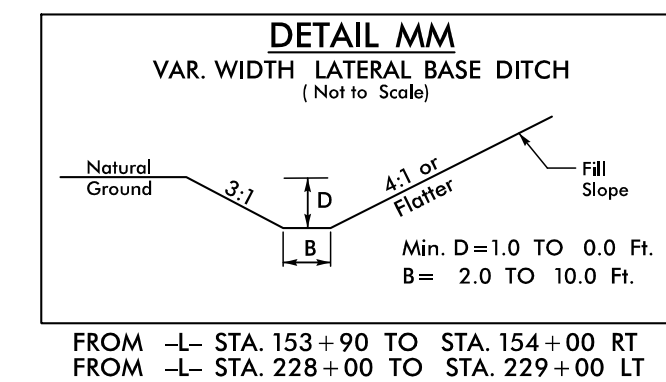 DETAIL MM
VAR. WIDTH LATERAL BASE DITCH
( Not to Scale)
Natural
Ground
3:1
D
B
4:1 or
Flatter
Fill
Slope
Min. D=1.0 TO 0.0 Ft.
B= 2.0 TO 10.0 Ft.
FROM -L- STA. 153+90 TO STA. 154+00 RT
FROM -L- STA. 228+00 TO STA. 229+00 LT